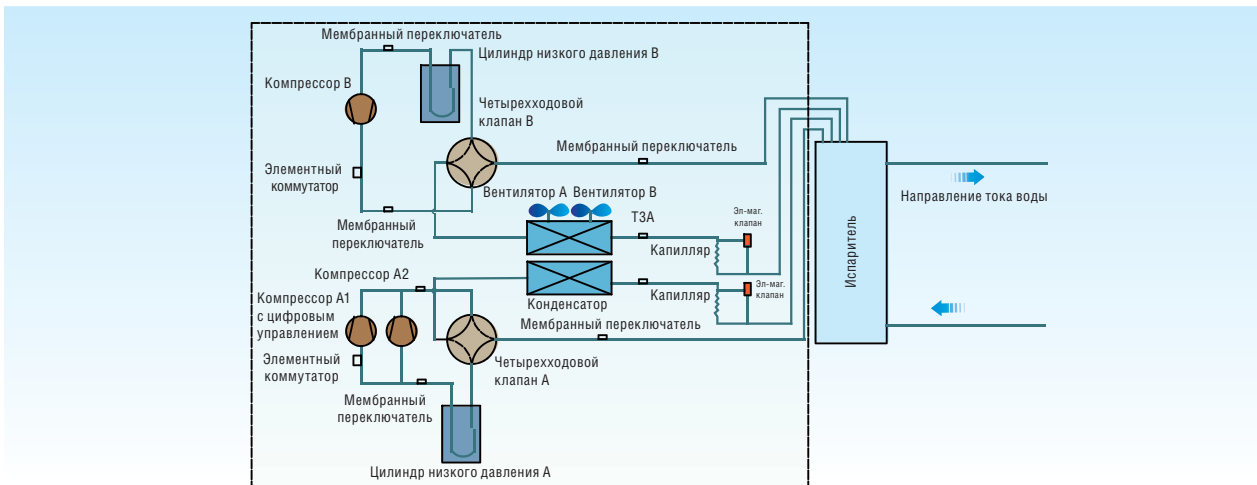 Мембранный переключатель
Цилиндр низкого давления В
Компрессор В
Четырехходовой
клапан В
Мембранный переключатель
Элементный
коммутатор
Вентилятор А
Вентилятор В
Направление тока воды
Мембранный
переключатель
ТЗА
Эл-маг.
клапан
Капилляр
Испаритель
Компрессор А2
Компрессор А1
с цифровым
управлением
Конденсатор
Капилляр
Эл-маг.
клапан
Мембранный переключатель
Элементный
коммутатор
Четырехходовой
клапан А
Мембранный
переключатель
Цилиндр низкого давления А